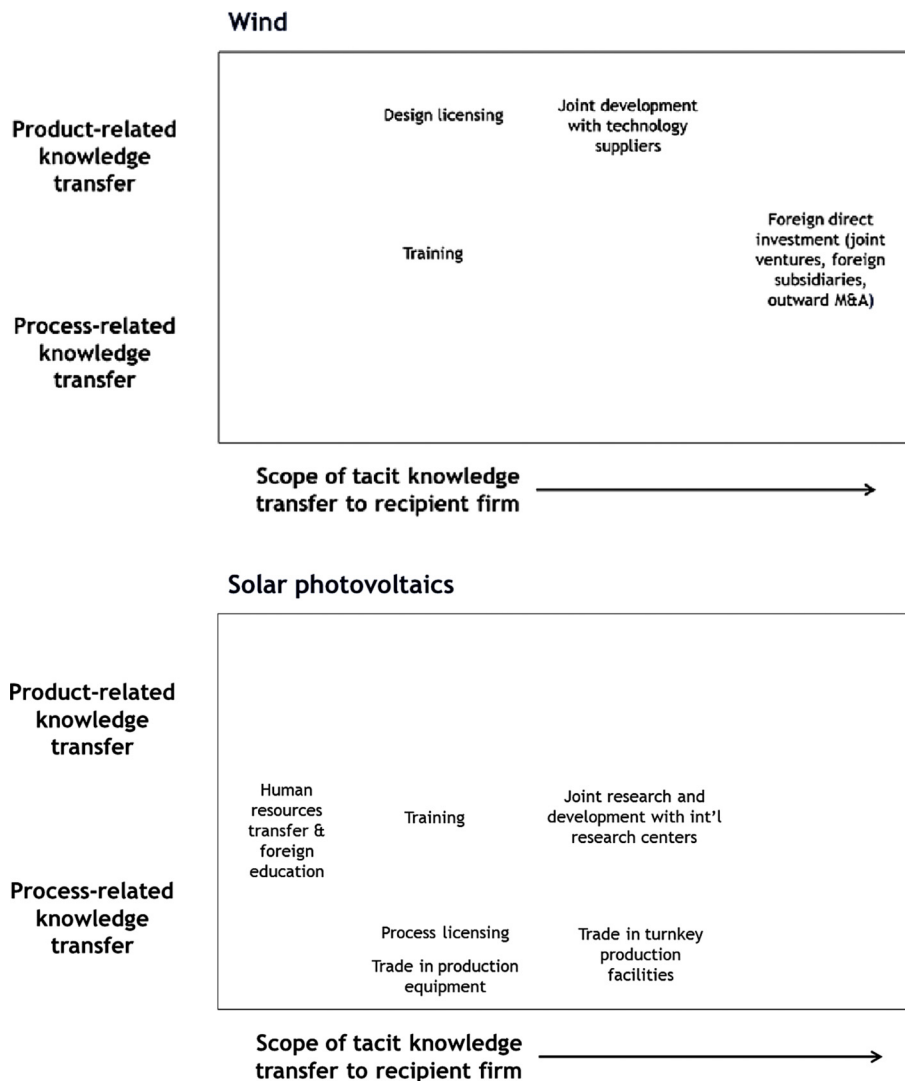 Wind
Product-related
knowledge
transfer
Design licensing
Joint development
with technology
suppliers
Training
Foreign direct
investment (joint
ventures, foreign
subsidiaries,
outward M&A)
Process-related
knowledge
transfer
Scope of tacit knowledge
transfer to recipient firm
Solar photovoltaics
Product-related
knowledge
transfer
Human
resources
transfer &
foreign
education
Training
Joint research and
development with int'l
research centers
Process-related
knowledge
transfer
Process licensing
Trade in production
equipment
Trade in turnkey
production
facilities
Scope of tacit knowledge
transfer to recipient firm